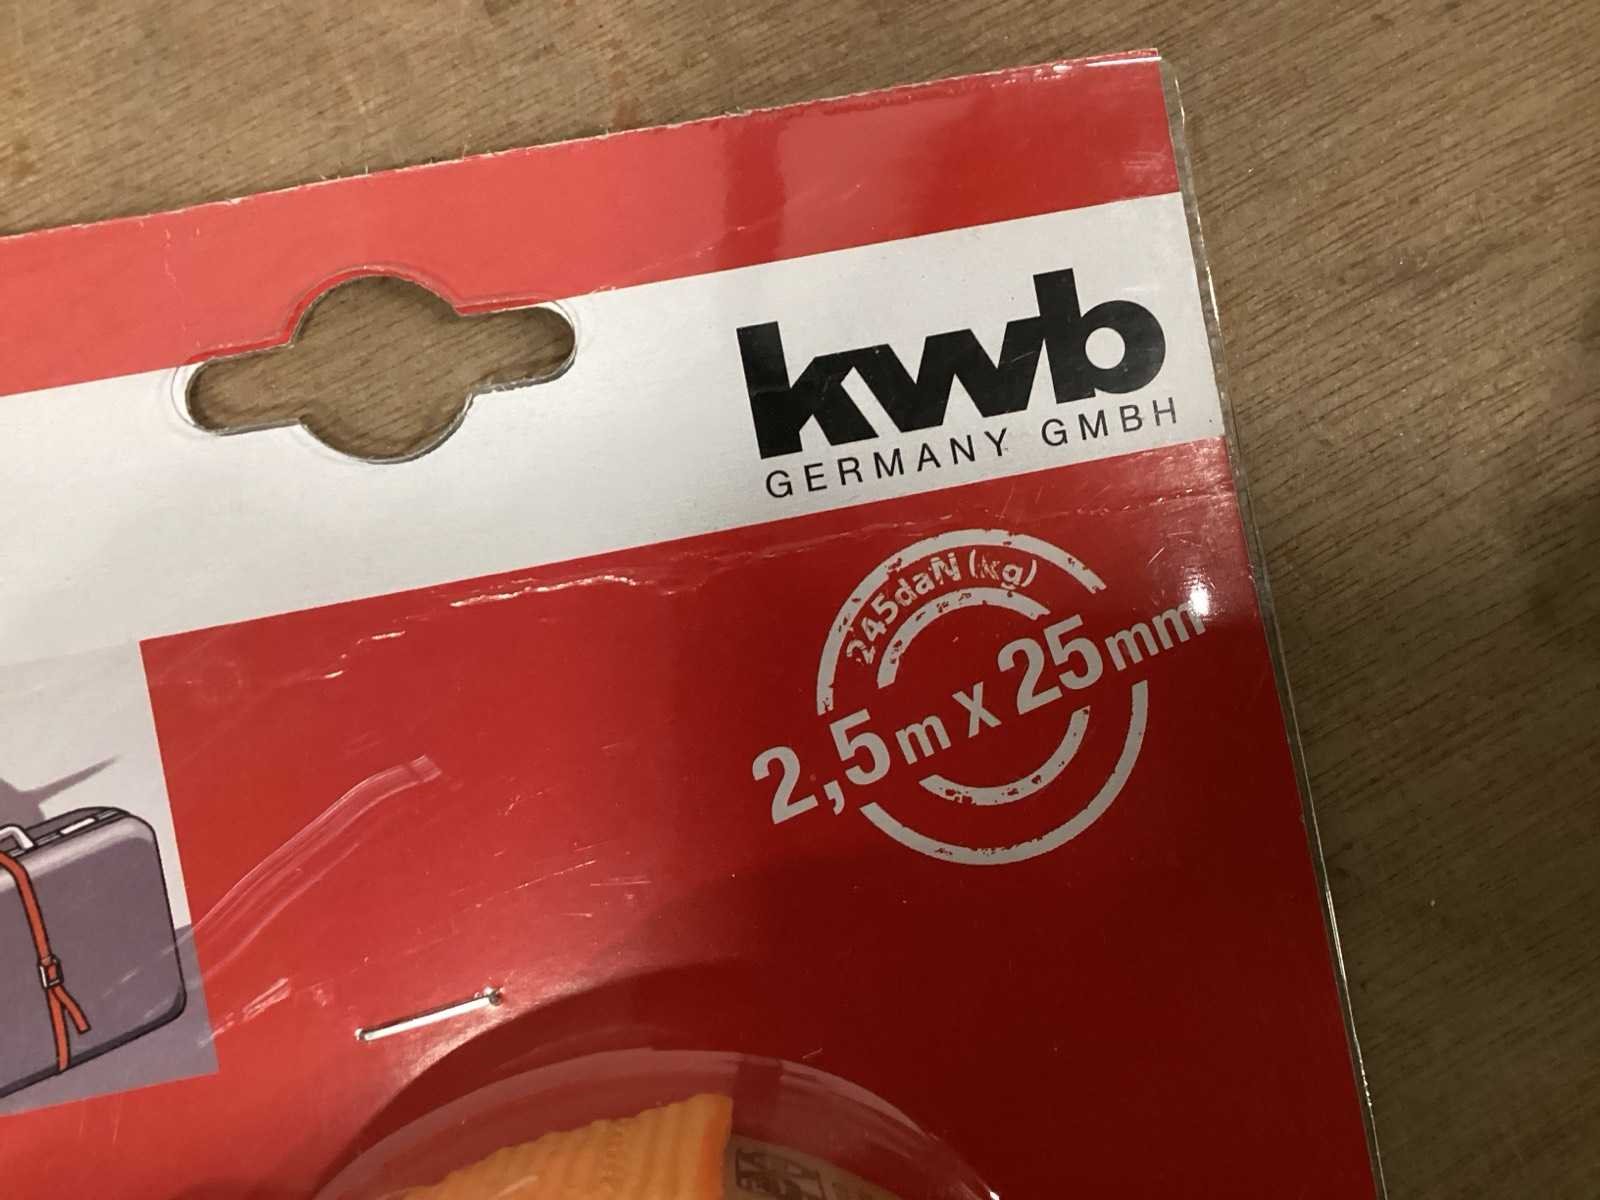 kwb
GERMANY GMBH
245daN (kg)
2,5m x 25mm